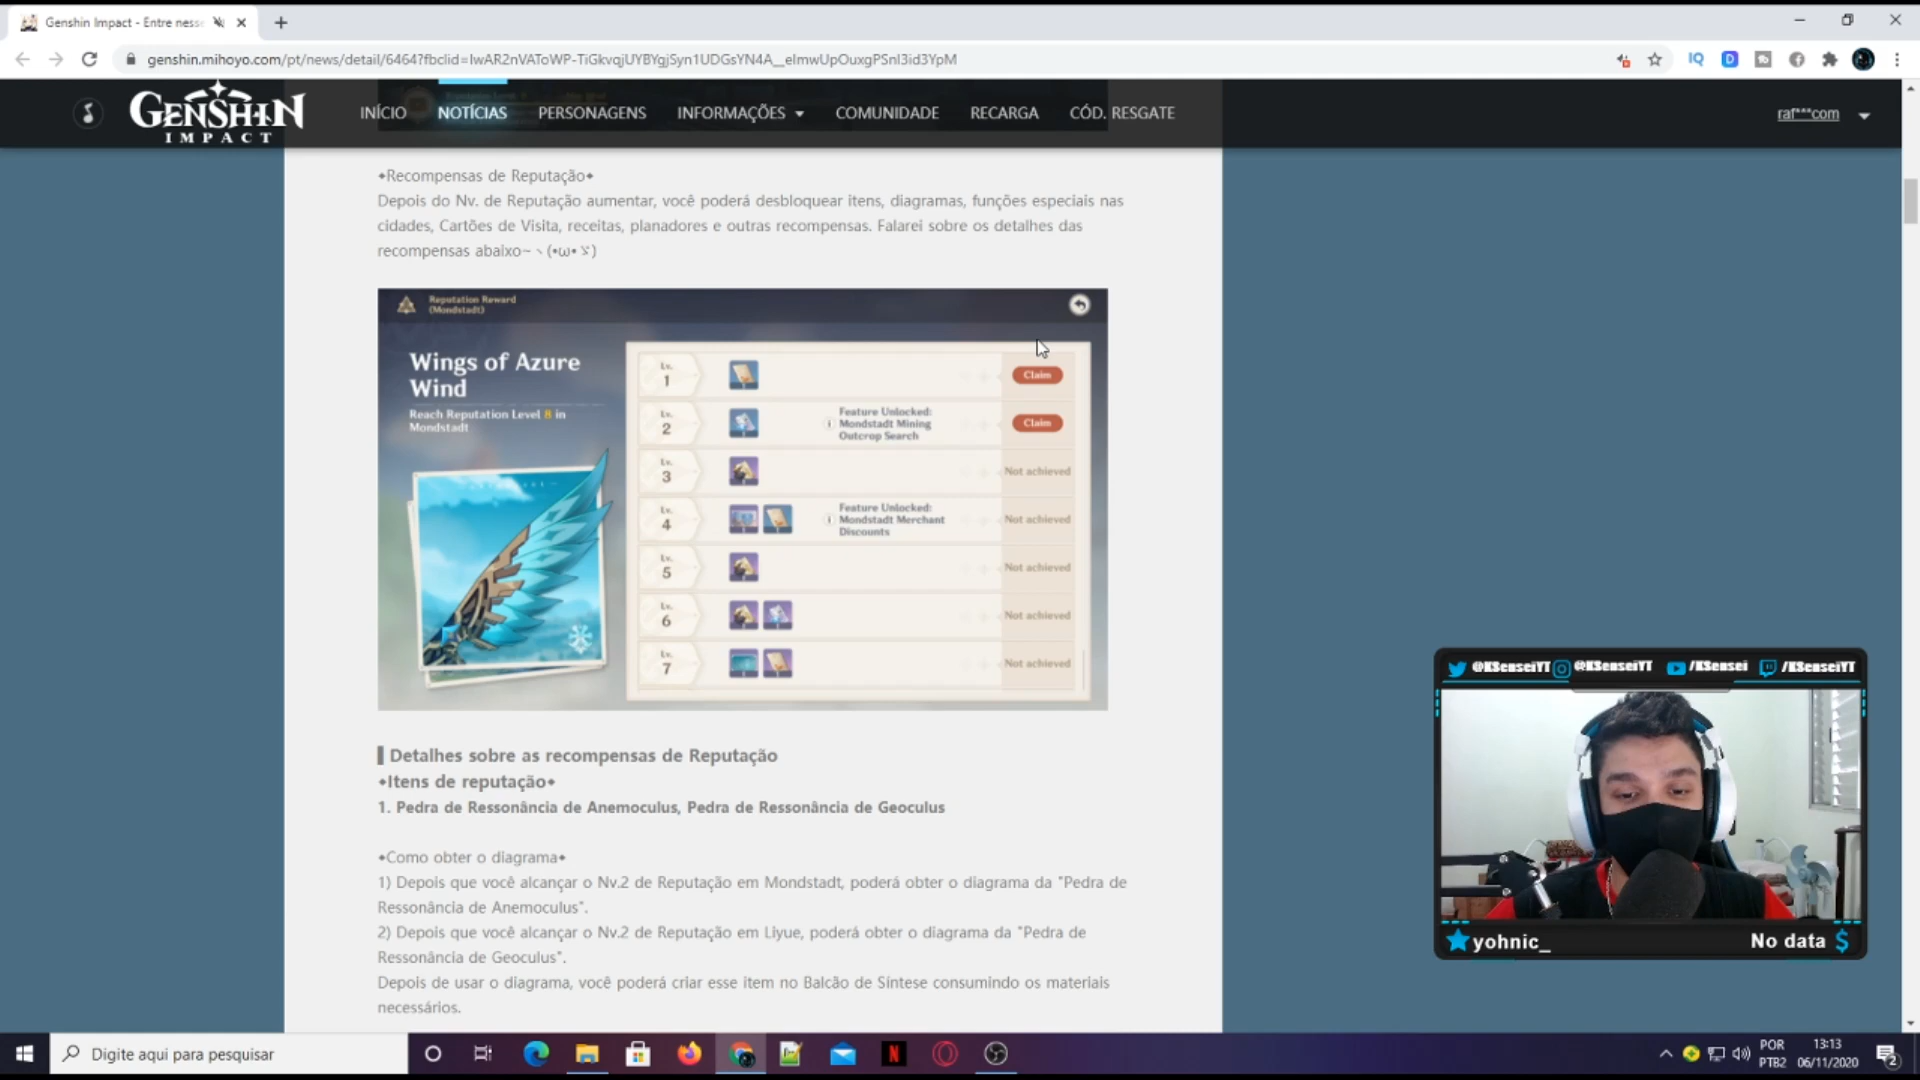 Genshin Impact - Entre ness
genshin.mihoyo.com/pt/news/detail/6464?fbclid=IwAR2nVAToWP-TiGkvqjUYBYgjSyn1UDGsYN4A__eImwUpOuxgPSnI3id3YpM
GENSHIN
IMPACT
INÍCIO
NOTÍCIAS
PERSONAGENS
INFORMAÇÕES
COMUNIDADE
RECARGA
CÓD. RESGATE
raf***com
◆Recompensas de Reputação◆
Depois do Nv. de Reputação aumentar, você poderá desbloquear itens, diagramas, funções especiais nas
cidades, Cartões de Visita, receitas, planadores e outras recompensas. Falarei sobre os detalhes das
recompensas abaixo~ヽ(•ω•ゞ)
Reputation Reward
(Mondstadt)
Wings of Azure
Wind
Reach Reputation Level 8 in
Mondstadt
Lv.
1
Claim
Lv.
2
Feature Unlocked:
Mondstadt Mining
Outcrop Search
Claim
Lv.
3
Not achieved
Lv.
4
Feature Unlocked:
Mondstadt Merchant
Discounts
Not achieved
Lv.
5
Not achieved
Lv.
6
Not achieved
Lv.
7
Not achieved
▌Detalhes sobre as recompensas de Reputação
◆Itens de reputação◆
1. Pedra de Ressonância de Anemoculus, Pedra de Ressonância de Geoculus
◆Como obter o diagrama◆
1) Depois que você alcançar o Nv.2 de Reputação em Mondstadt, poderá obter o diagrama da "Pedra de
Ressonância de Anemoculus".
2) Depois que você alcançar o Nv.2 de Reputação em Liyue, poderá obter o diagrama da "Pedra de
Ressonância de Geoculus".
Depois de usar o diagrama, você poderá criar esse item no Balcão de Síntese consumindo os materiais
necessários.
@KSenseiYT
@KSenseiYT
/KSensei
/KSenseiYT
yohnic_
No data $
Digite aqui para pesquisar
POR
PTB2
13:13
06/11/2020
2